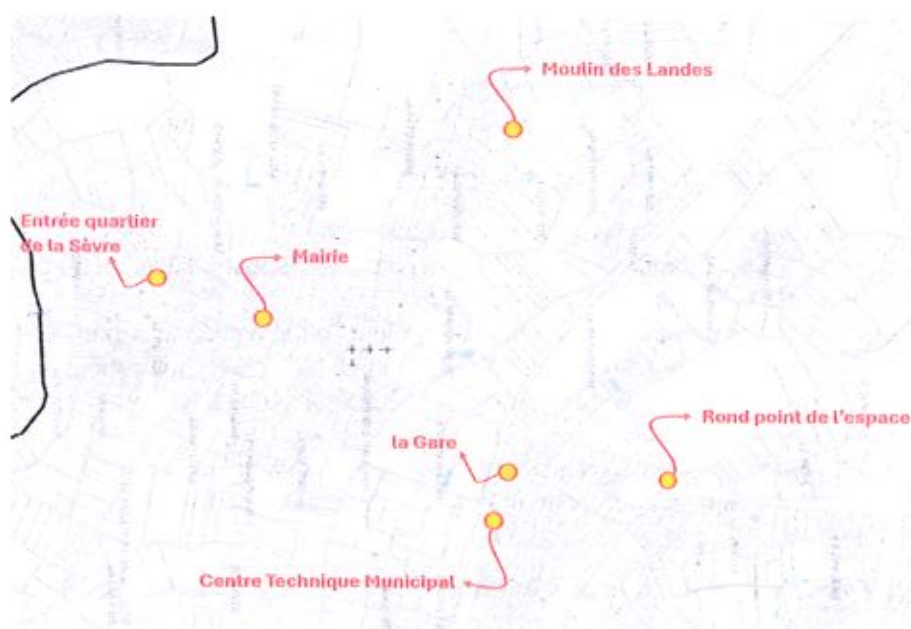 Moulin des Landes
Entrée quartier
de la Sèvre
Mairie
Rond point de l'espace
la Gare
Centre Technique Municipal